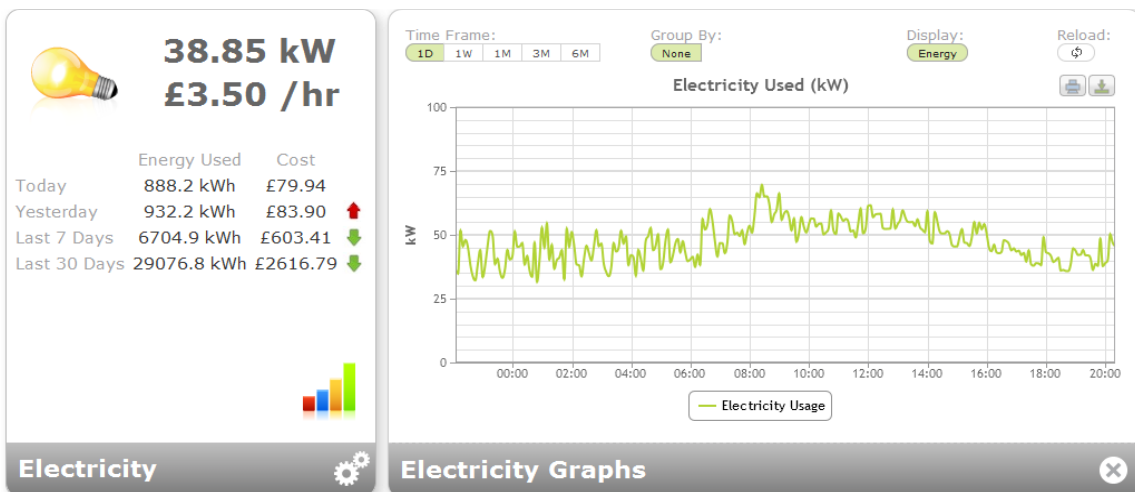 38.85 kW
£3.50 /hr
Energy Used Cost
Today 888.2 kWh £79.94
Yesterday 932.2 kWh £83.90
Last 7 Days 6704.9 kWh £603.41
Last 30 Days 29076.8 kWh £2616.79
Electricity
Time Frame: Group By: Display: Reload:
1D 1W 1M 3M 6M None Energy
Electricity Used (kW)
100
75
50
25
0
kW
00:00 02:00 04:00 06:00 08:00 10:00 12:00 14:00 16:00 18:00 20:00
Electricity Usage
Electricity Graphs